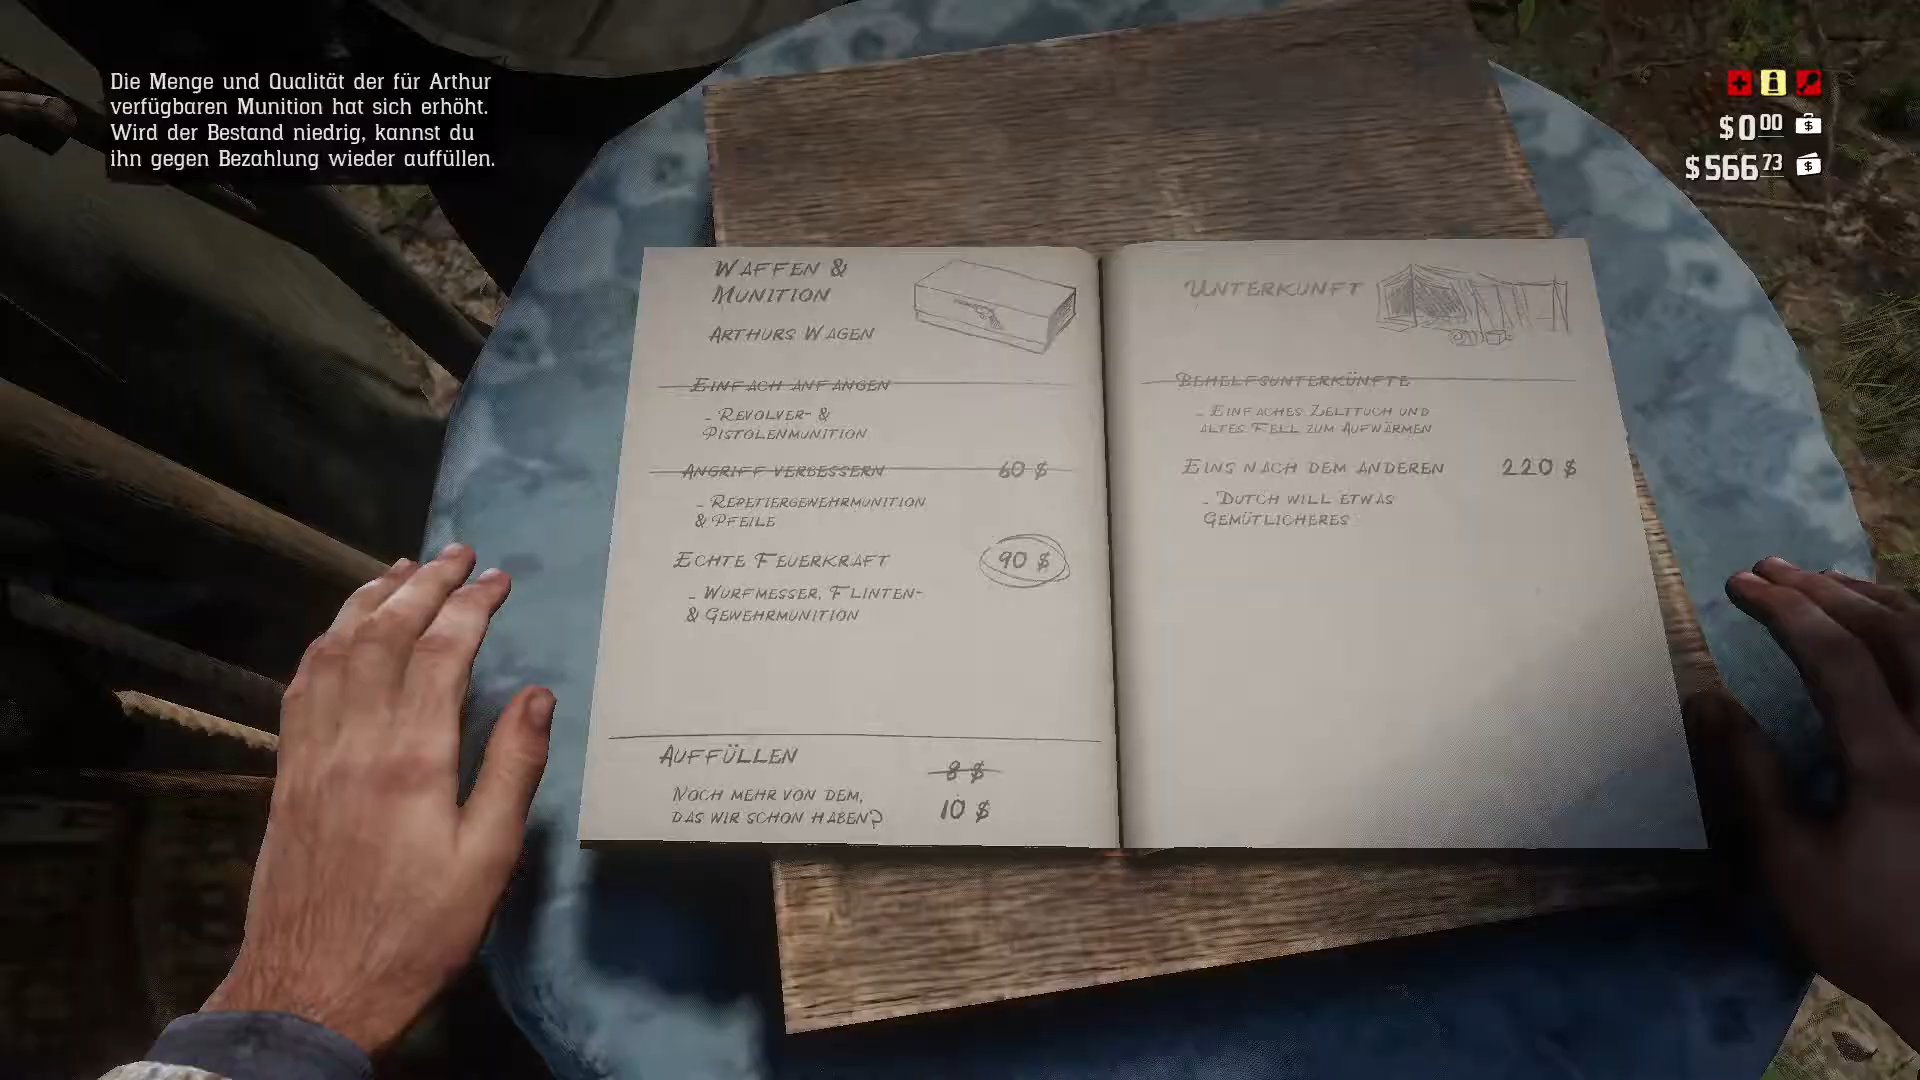 Die Menge und Qualität der für Arthur
verfügbaren Munition hat sich erhöht.
Wird der Bestand niedrig, kannst du
ihn gegen Bezahlung wieder auffüllen.
$0 00
$566 73
WAFFEN &
MUNITION
ARTHURS WAGEN
EINFACH ANFANGEN
- REVOLVER- &
PISTOLENMUNITION
ANGRIFF VERBESSERN 60 $
- REPETIERGEWEHRMUNITION
& PFEILE
ECHTE FEUERKRAFT 90 $
- WURFMESSER, FLINTEN-
& GEWEHRMUNITION
AUFFÜLLEN 8 $
NOCH MEHR VON DEM, 10 $
DAS WIR SCHON HABEN?
UNTERKUNFT
BEHELFSUNTERKÜNFTE
- EINFACHES ZELTTUCH UND
ALTES FELL ZUM AUFWÄRMEN
EINS NACH DEM ANDEREN 220 $
- DUTCH WILL ETWAS
GEMÜTLICHERES